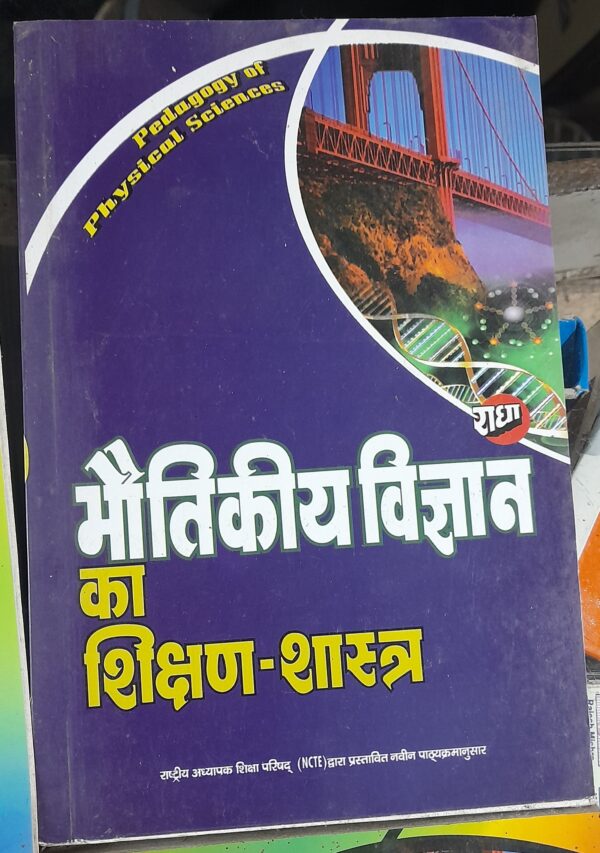 Pedagogy of
Physical Sciences
राधा
भौतिकीय विज्ञान
का
शिक्षण-शास्त्र
राष्ट्रीय अध्यापक शिक्षा परिषद् (NCTE) द्वारा प्रस्तावित नवीन पाठ्यक्रमानुसार